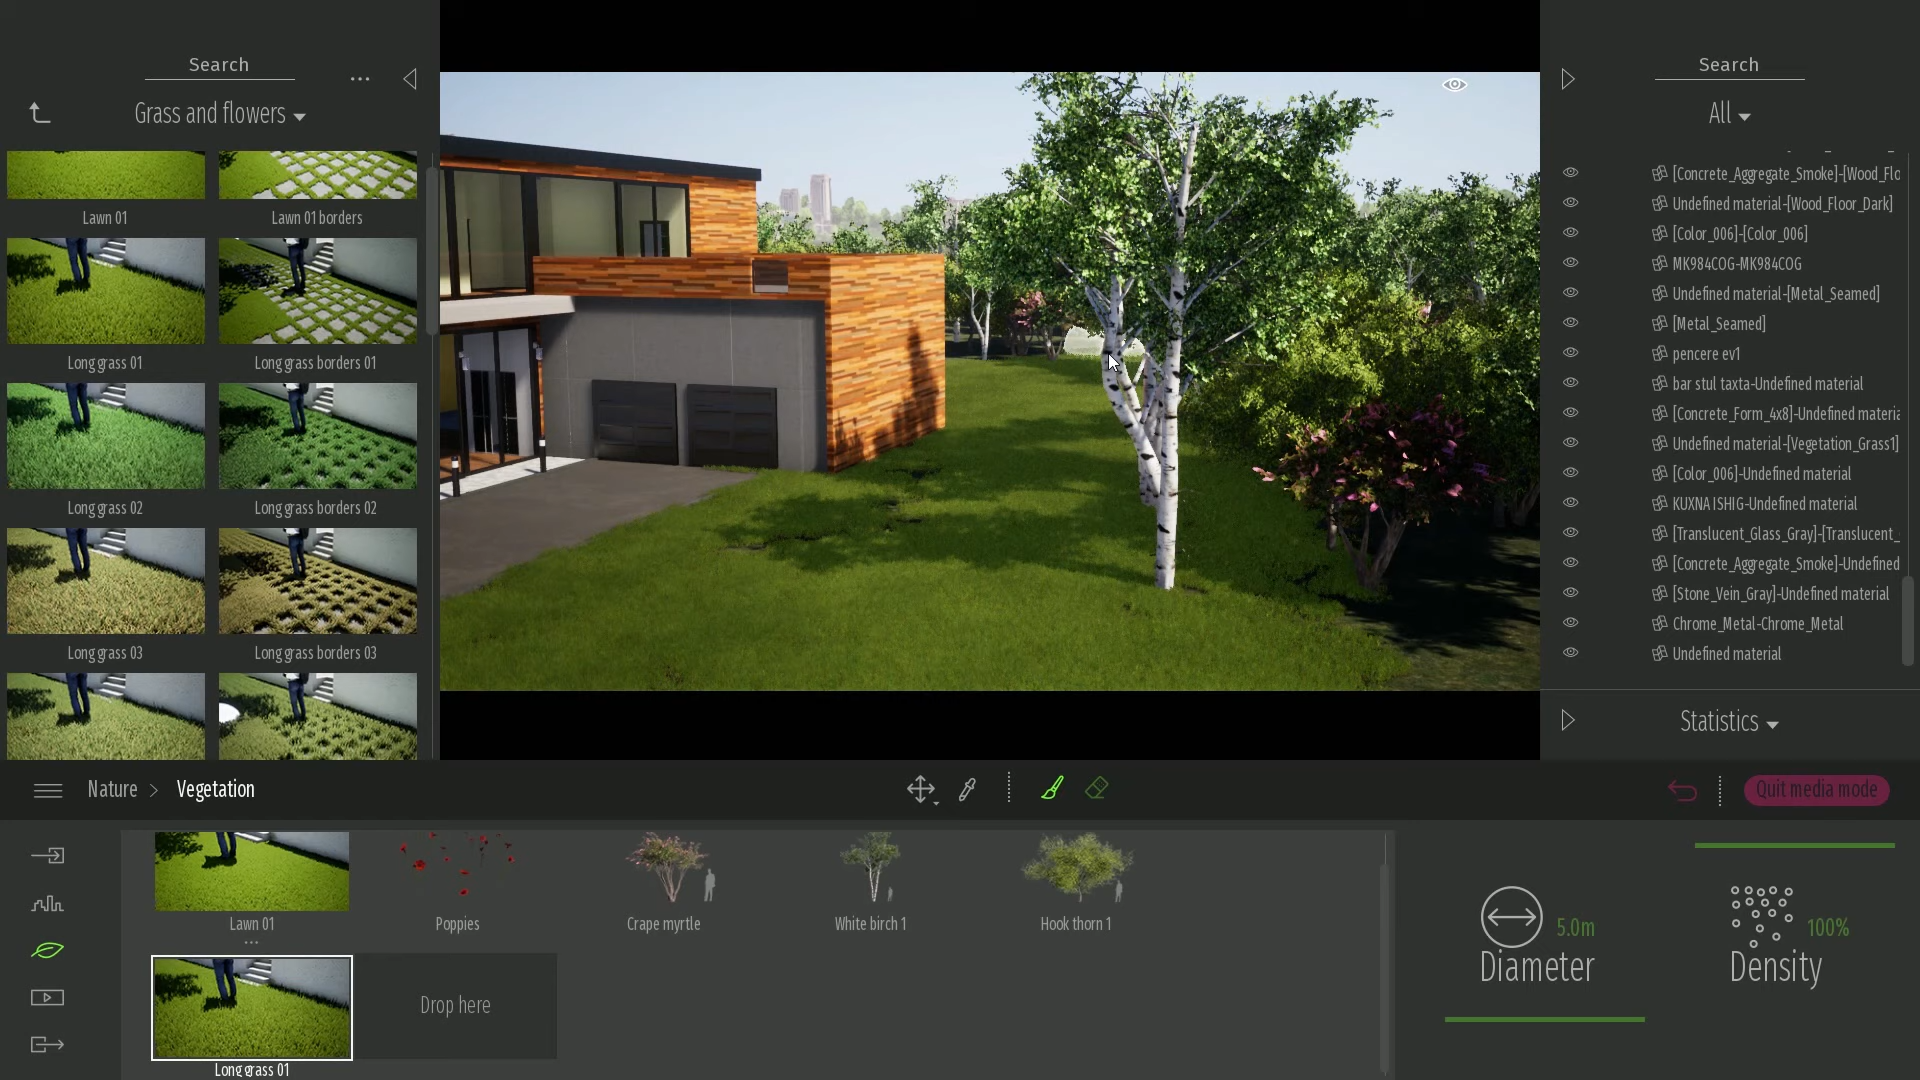 Search
Grass and flowers
Lawn 01
Lawn 01 borders
Long grass 01
Long grass borders 01
Long grass 02
Long grass borders 02
Long grass 03
Long grass borders 03
Search
All
[Concrete_Aggregate_Smoke]-[Wood_Flo
Undefined material-[Wood_Floor_Dark]
[Color_006]-[Color_006]
MK984COG-MK984COG
Undefined material-[Metal_Seamed]
[Metal_Seamed]
pencere ev1
bar stul taxta-Undefined material
[Concrete_Form_4x8]-Undefined materia
Undefined material-[Vegetation_Grass1]
[Color_006]-Undefined material
KUXNA ISHIG-Undefined material
[Translucent_Glass_Gray]-[Translucent_
[Concrete_Aggregate_Smoke]-Undefined
[Stone_Vein_Gray]-Undefined material
Chrome_Metal-Chrome_Metal
Undefined material
Statistics
Nature > Vegetation
Quit media mode
Lawn 01
Poppies
Crape myrtle
White birch 1
Hook thorn 1
Long grass 01
Drop here
5.0m
Diameter
100%
Density